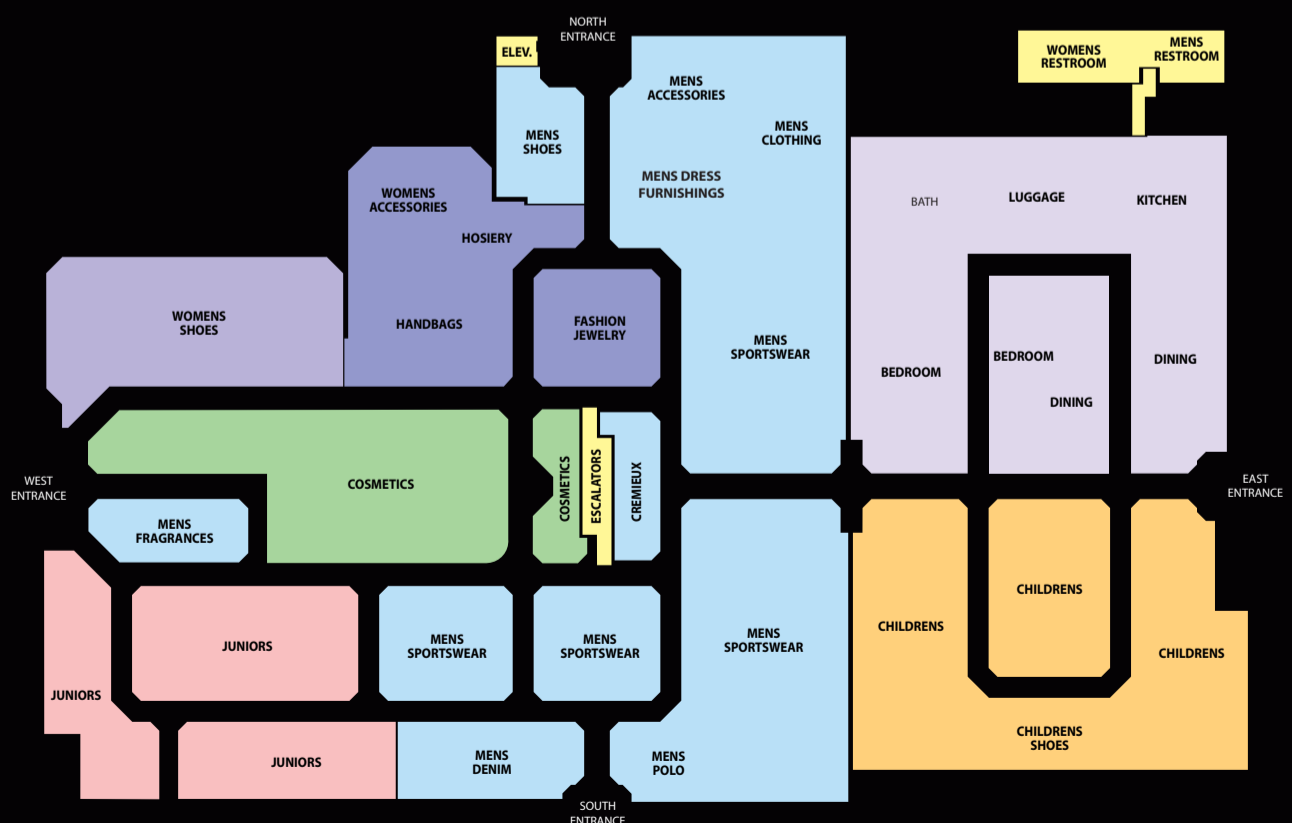 NORTH
ENTRANCE
ELEV.
WOMENS
RESTROOM
MENS
RESTROOM
MENS
ACCESSORIES
MENS
SHOES
MENS
CLOTHING
MENS DRESS
FURNISHINGS
WOMENS
ACCESSORIES
HOSIERY
BATH
LUGGAGE
KITCHEN
WOMENS
SHOES
HANDBAGS
FASHION
JEWELRY
MENS
SPORTSWEAR
BEDROOM
BEDROOM
DINING
DINING
WEST
ENTRANCE
COSMETICS
COSMETICS
ESCALATORS
CREMIEUX
EAST
ENTRANCE
MENS
FRAGRANCES
JUNIORS
MENS
SPORTSWEAR
MENS
SPORTSWEAR
MENS
SPORTSWEAR
CHILDRENS
CHILDRENS
CHILDRENS
JUNIORS
JUNIORS
MENS
DENIM
MENS
POLO
CHILDRENS
SHOES
SOUTH
ENTRANCE